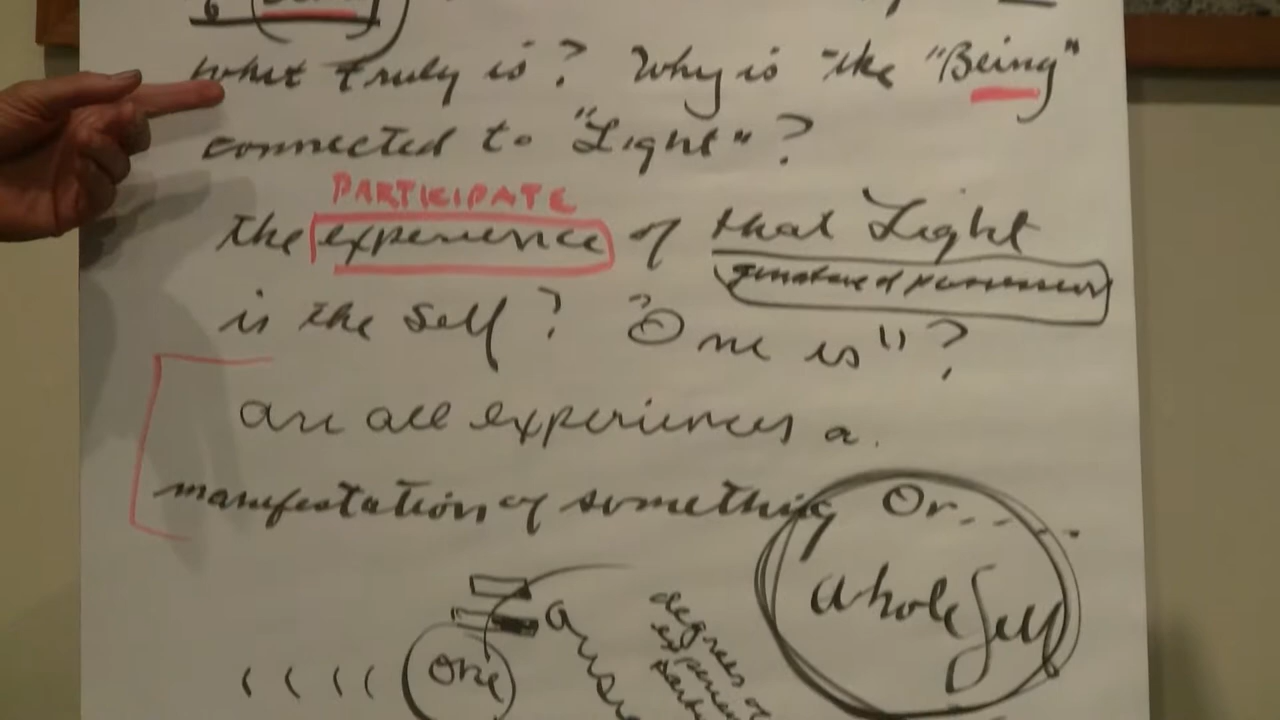 what truly is? Why is the "Being"
connected to "Light"?
PARTICIPATE
the experience of that Light
is the Self? "One is"?
are all experiences a
manifestation of something Or.....
whole Self
One
degrees of